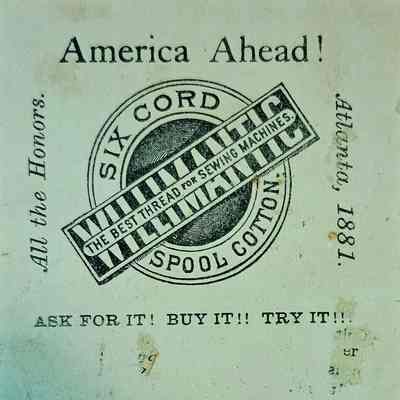 America Ahead!
All the Honors.
Atlanta, 1881.
SIX CORD
WILLIMANTIC
THE BEST THREAD FOR SEWING MACHINES.
WILLIMANTIC
SPOOL COTTON.
ASK FOR IT! BUY IT!! TRY IT!!!